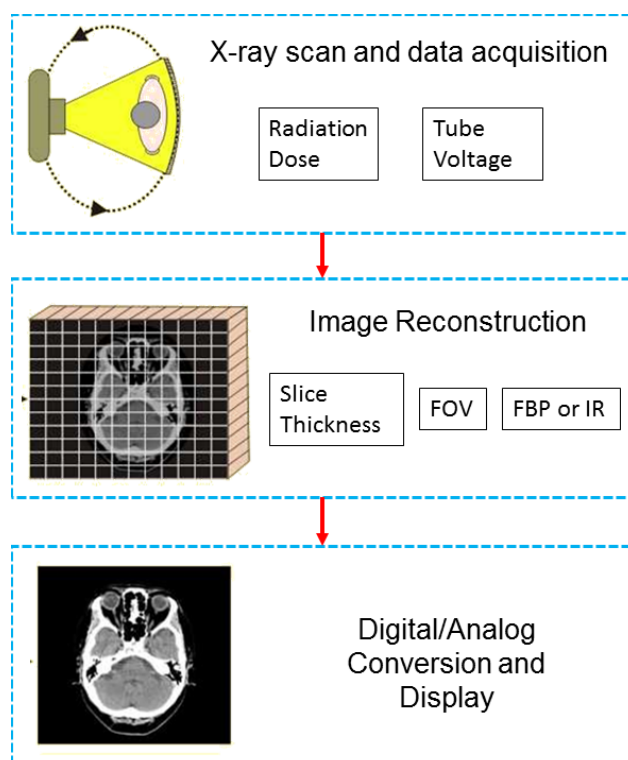 X-ray scan and data acquisition
Radiation
Dose
Tube
Voltage
Image Reconstruction
Slice
Thickness
FOV
FBP or IR
Digital/Analog
Conversion and
Display